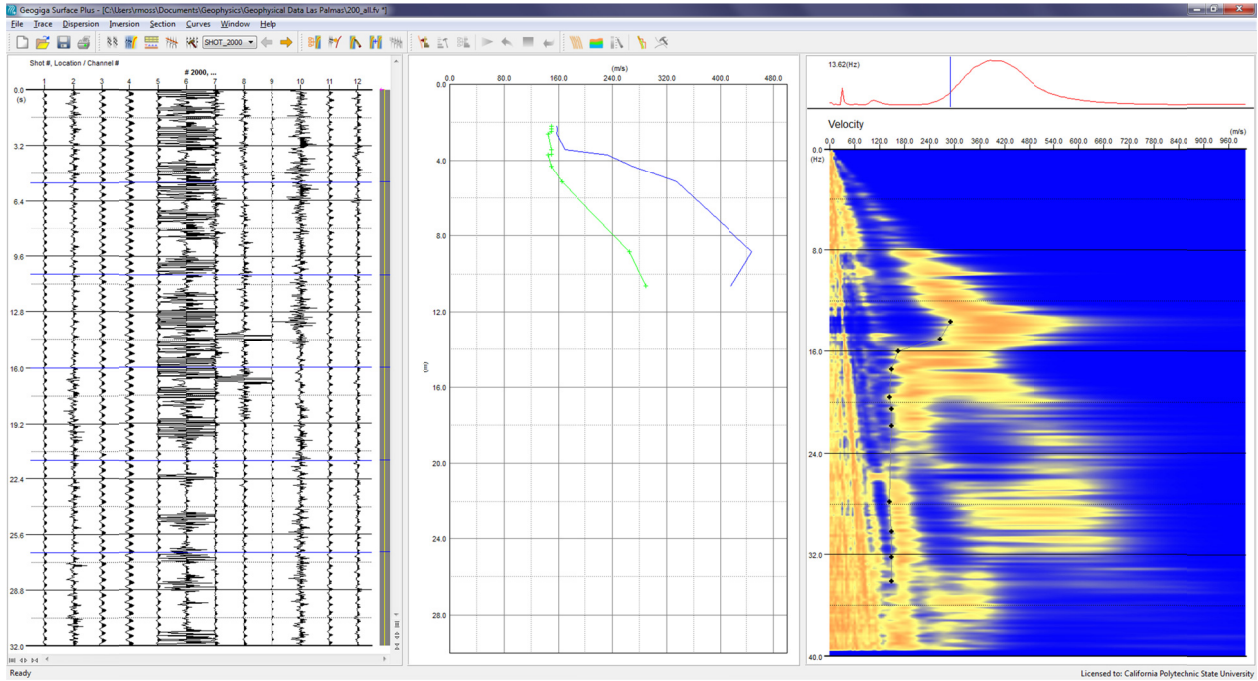 Geogiga Surface Plus - [C:\Users\rmoss\Documents\Geophysics\Geophysical Data Las Palmas\200_all.fv *]
File Trace Dispersion Inversion Section Curves Window Help
SHOT_2000
Shot #, Location / Channel #
# 2000, ...
1 2 3 4 5 6 7 8 9 10 11 12
0.0
(s)
3.2
6.4
9.6
12.8
16.0
19.2
22.4
25.6
28.8
32.0
(m/s)
0.0 80.0 160.0 240.0 320.0 400.0 480.0
0.0
4.0
8.0
12.0
(m)
16.0
20.0
24.0
28.0
13.62(Hz)
Velocity
(m/s)
0.0 60.0 120.0 180.0 240.0 300.0 360.0 420.0 480.0 540.0 600.0 660.0 720.0 780.0 840.0 900.0
0.0
(Hz)
8.0
16.0
24.0
32.0
40.0
Ready
Licensed to: California Polytechnic State University